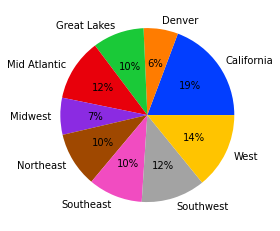 Denver
Great Lakes
6%
10%
California
19%
Mid Atlantic
12%
Midwest
7%
14%
West
Northeast
10%
10%
12%
Southeast
Southwest